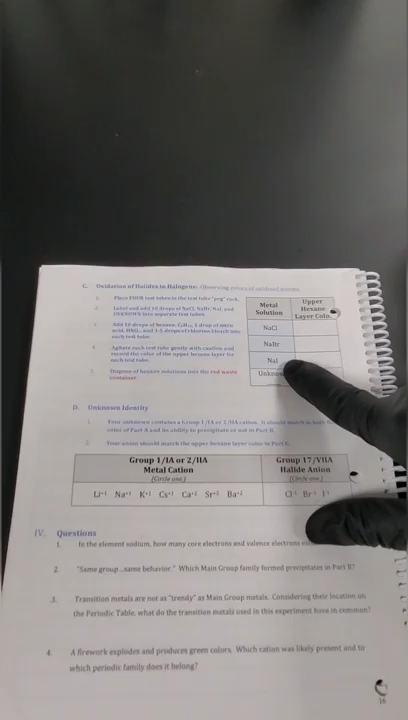 C. Oxidation of Halides to Halogens: Observing colors of oxidized anions.
1. Place FOUR test tubes in the test tube "peg" rack.
2. Label and add 10 drops of NaCl, NaBr, NaI, and
UNKNOWN into separate test tubes.
3. Add 10 drops of hexane, C₆H₁₄, 1 drop of nitric
acid, HNO₃, and 3-5 drops of chlorine bleach into
each test tube.
4. Agitate each test tube gently with caution and
record the color of the upper hexane layer for
each test tube.
5. Dispose of hexane solutions into the red waste
container.
Metal Solution
Upper Hexane Layer Color
NaCl
NaBr
NaI
D. Unknown Identity
1. Your unknown contains a Group 1/IA or 2/IIA cation. It should match in both
color of Part A and its ability to precipitate or not in Part B.
2. Your anion should match the upper hexane layer color in Part C.
Group 1/IA or 2/IIA
Metal Cation
(Circle one)
Group 17/VIIA
Halide Anion
(Circle one)
Li⁺¹ Na⁺¹ K⁺¹ Cs⁺¹ Ca⁺² Sr⁺² Ba⁺²
Cl⁻¹ Br⁻¹ I⁻¹
IV. Questions
1. In the element sodium, how many core electrons and valence electrons
2. "Same group...same behavior." Which Main Group family formed precipitates in Part B?
3. Transition metals are not as "trendy" as Main Group metals. Considering their location on
the Periodic Table, what do the transition metals used in this experiment have in common?
4. A firework explodes and produces green colors. Which cation was likely present and to
which periodic family does it belong?
16